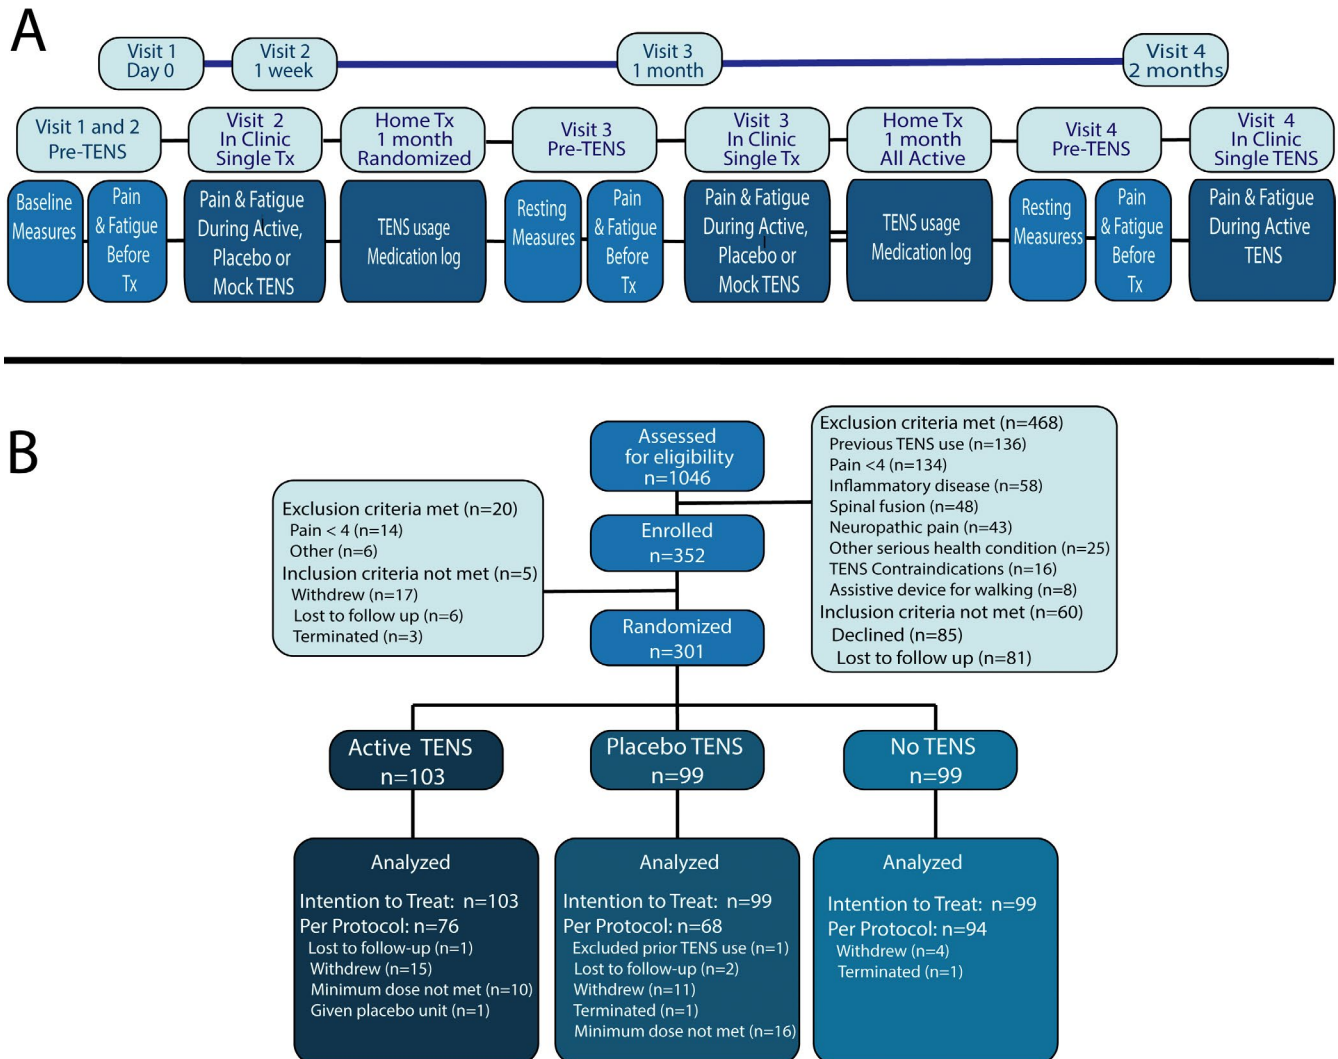 A
Visit 1
Day 0
Visit 2
1 week
Visit 3
1 month
Visit 4
2 months
Visit 1 and 2
Pre-TENS
Visit 2
In Clinic
Single Tx
Home Tx
1 month
Randomized
Visit 3
Pre-TENS
Visit 3
In Clinic
Single Tx
Home Tx
1 month
All Active
Visit 4
Pre-TENS
Visit 4
In Clinic
Single TENS
Baseline
Measures
Pain
& Fatigue
Before
Tx
Pain & Fatigue
During Active,
Placebo or
Mock TENS
TENS usage
Medication log
Resting
Measures
Pain
& Fatigue
Before
Tx
Pain & Fatigue
During Active,
Placebo or
Mock TENS
TENS usage
Medication log
Resting
Measuress
Pain
& Fatigue
Before
Tx
Pain & Fatigue
During Active
TENS
B
Assessed
for eligibility
n=1046
Exclusion criteria met (n=468)
Previous TENS use (n=136)
Pain <4 (n=134)
Inflammatory disease (n=58)
Spinal fusion (n=48)
Neuropathic pain (n=43)
Other serious health condition (n=25)
TENS Contraindications (n=16)
Assistive device for walking (n=8)
Inclusion criteria not met (n=60)
Declined (n=85)
Lost to follow up (n=81)
Enrolled
n=352
Exclusion criteria met (n=20)
Pain < 4 (n=14)
Other (n=6)
Inclusion criteria not met (n=5)
Withdrew (n=17)
Lost to follow up (n=6)
Terminated (n=3)
Randomized
n=301
Active TENS
n=103
Placebo TENS
n=99
No TENS
n=99
Analyzed
Intention to Treat: n=103
Per Protocol: n=76
Lost to follow-up (n=1)
Withdrew (n=15)
Minimum dose not met (n=10)
Given placebo unit (n=1)
Analyzed
Intention to Treat: n=99
Per Protocol: n=68
Excluded prior TENS use (n=1)
Lost to follow-up (n=2)
Withdrew (n=11)
Terminated (n=1)
Minimum dose not met (n=16)
Analyzed
Intention to Treat: n=99
Per Protocol: n=94
Withdrew (n=4)
Terminated (n=1)